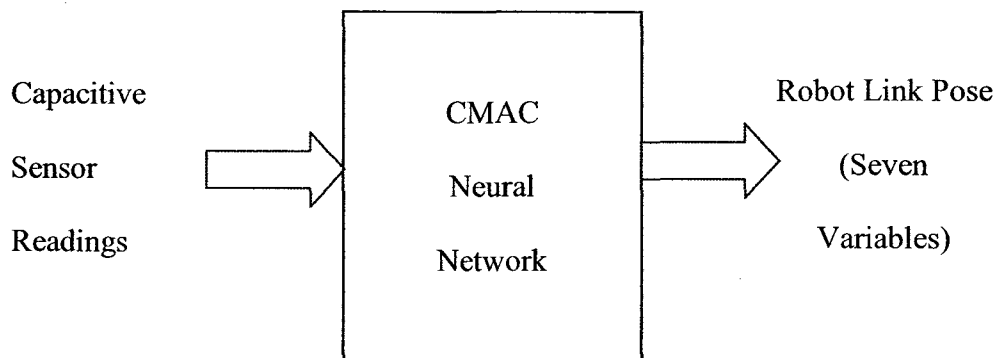 Capacitive
Sensor
Readings
CMAC
Neural
Network
Robot Link Pose
(Seven
Variables)